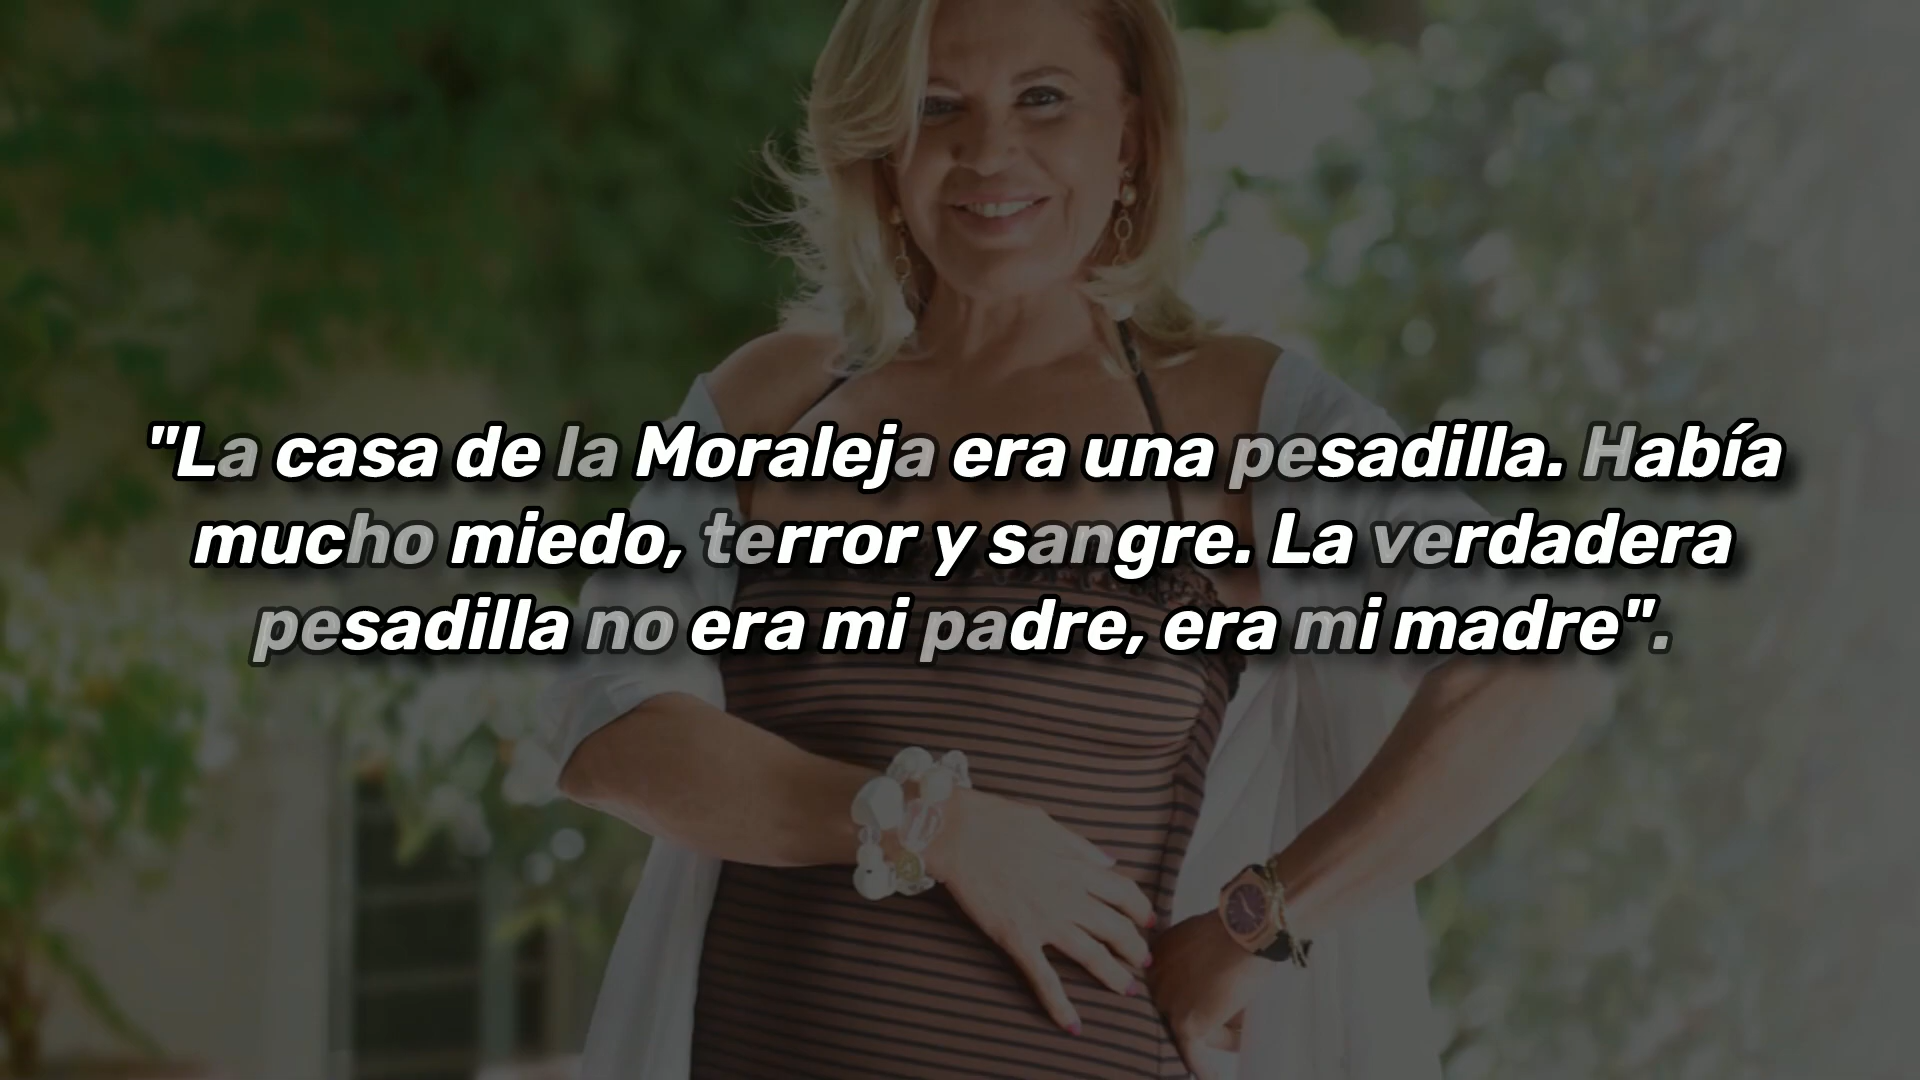 "La casa de la Moraleja era una pesadilla. Había
mucho miedo, terror y sangre. La verdadera
pesadilla no era mi padre, era mi madre".